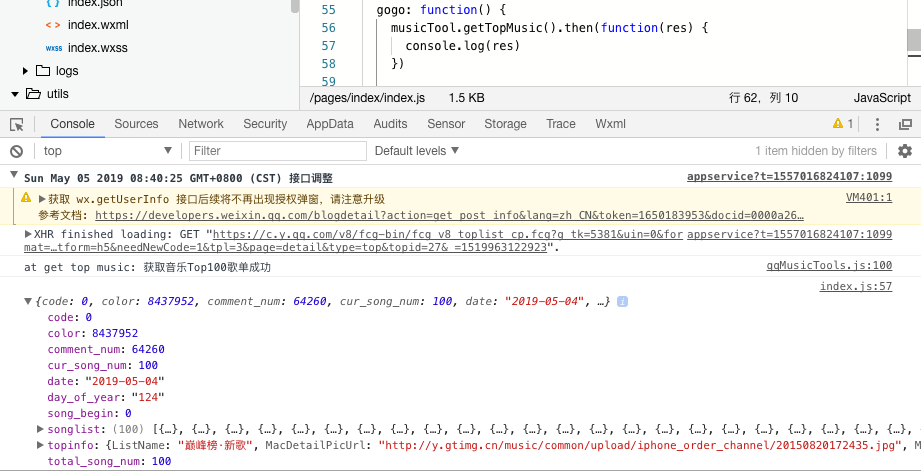 index.json
index.wxml
wxss index.wxss
logs
utils
55 gogo: function() {
56 musicTool.getTopMusic().then(function(res) {
57 console.log(res)
58 })
59
/pages/index/index.js 1.5 KB 行 62，列 10 JavaScript
Console Sources Network Security AppData Audits Sensor Storage Trace Wxml 1
top Filter Default levels 1 item hidden by filters
Sun May 05 2019 08:40:25 GMT+0800 (CST) 接口调整 appservice?t=1557016824107:1099
获取 wx.getUserInfo 接口后续将不再出现授权弹窗，请注意升级 VM401:1
参考文档: https://developers.weixin.qq.com/blogdetail?action=get_post_info&lang=zh_CN&token=1650183953&docid=0000a26…
XHR finished loading: GET "https://c.y.qq.com/v8/fcg-bin/fcg_v8_toplist_cp.fcg?g_tk=5381&uin=0&for appservice?t=1557016824107:1099
mat=…tform=h5&needNewCode=1&tpl=3&page=detail&type=top&topid=27&_=1519963122923".
at get top music: 获取音乐Top100歌单成功 qqMusicTools.js:100
index.js:57
{code: 0, color: 8437952, comment_num: 64260, cur_song_num: 100, date: "2019-05-04", …} i
code: 0
color: 8437952
comment_num: 64260
cur_song_num: 100
date: "2019-05-04"
day_of_year: "124"
song_begin: 0
songlist: (100) [{…}, {…}, {…}, {…}, {…}, {…}, {…}, {…}, {…}, {…}, {…}, {…}, {…}, {…}, {…}, {…}, {…}, {…}, {…}, {…}, {…}, {…},
topinfo: {ListName: "巅峰榜·新歌", MacDetailPicUrl: "http://y.gtimg.cn/music/common/upload/iphone_order_channel/20150820172435.jpg", M
total_song_num: 100